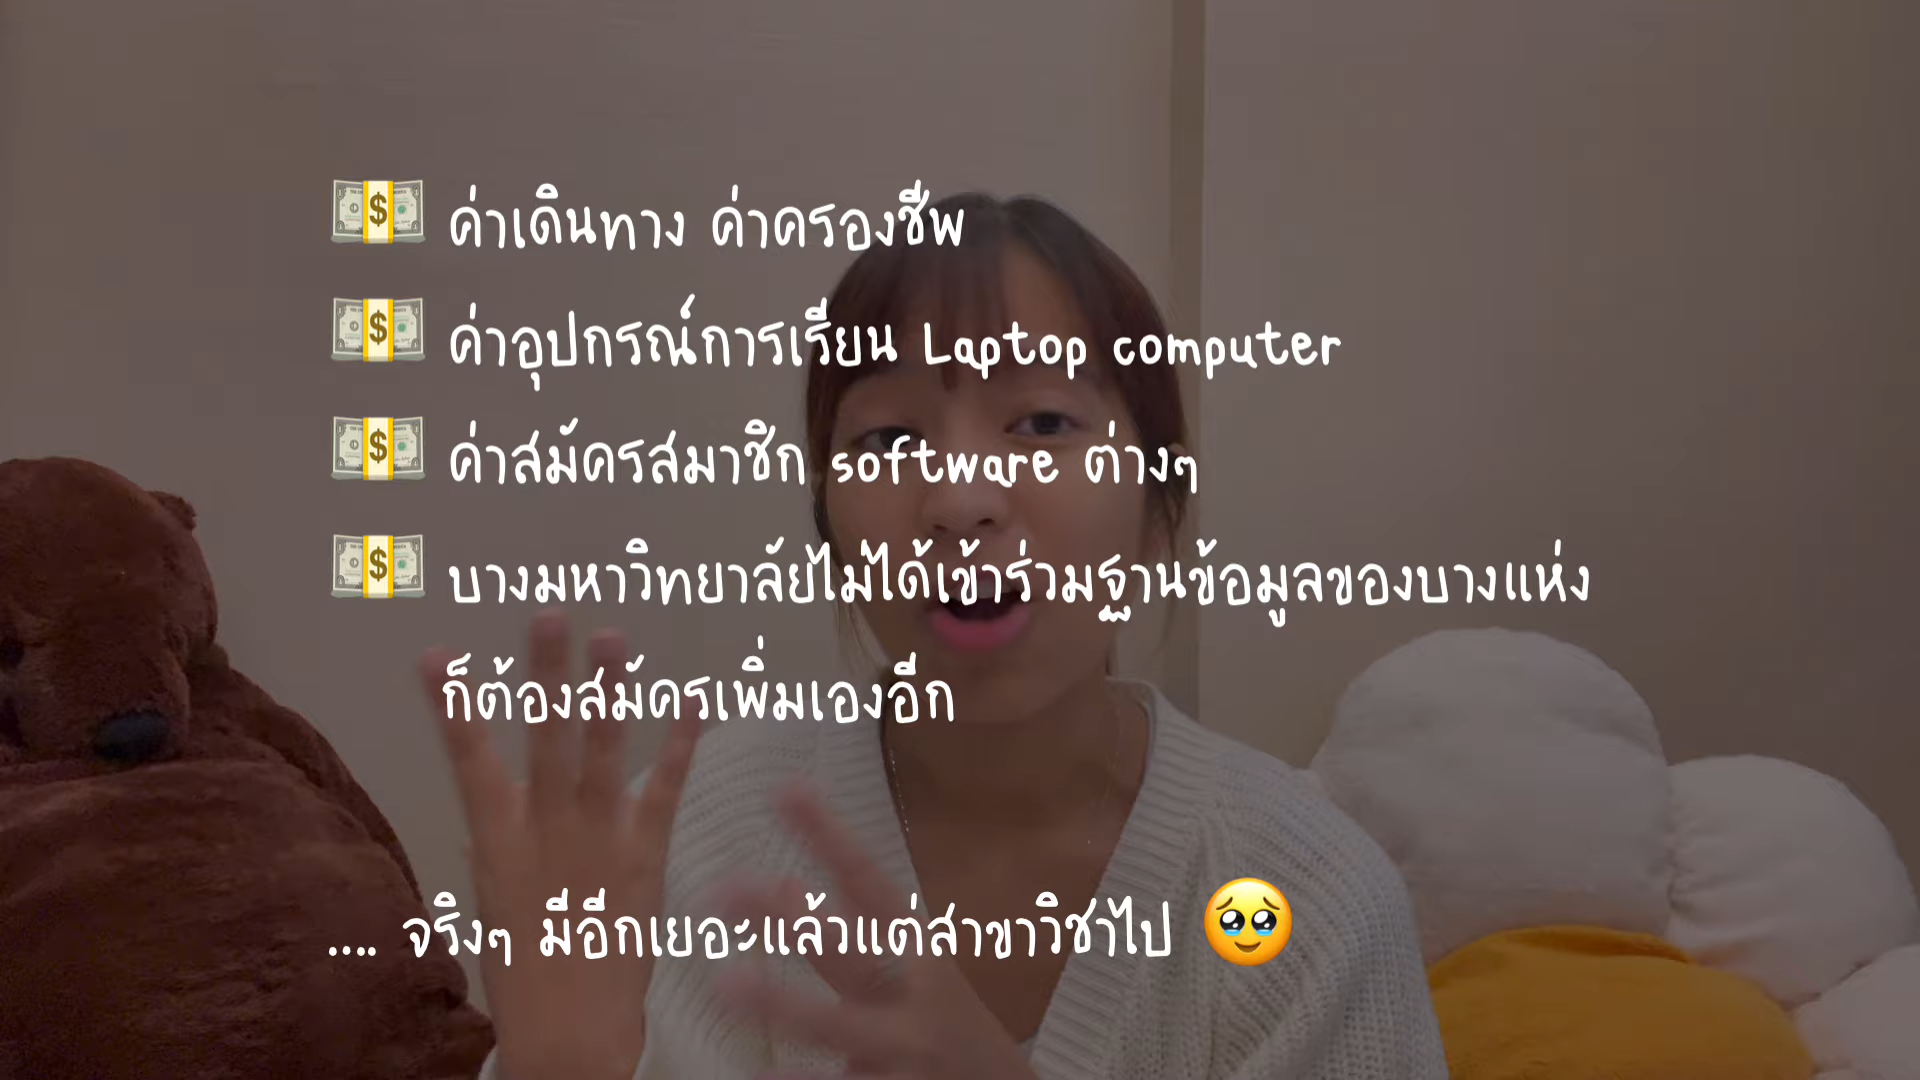 💵 ค่าเดินทาง ค่าครองชีพ
💵 ค่าอุปกรณ์การเรียน Laptop computer
💵 ค่าสมัครสมาชิก software ต่างๆ
💵 บางมหาวิทยาลัยไม่ได้เข้าร่วมฐานข้อมูลของบางแห่ง
ก็ต้องสมัครเพิ่มเองอีก
.... จริงๆ มีอีกเยอะแล้วแต่สาขาวิชาไป 🥹